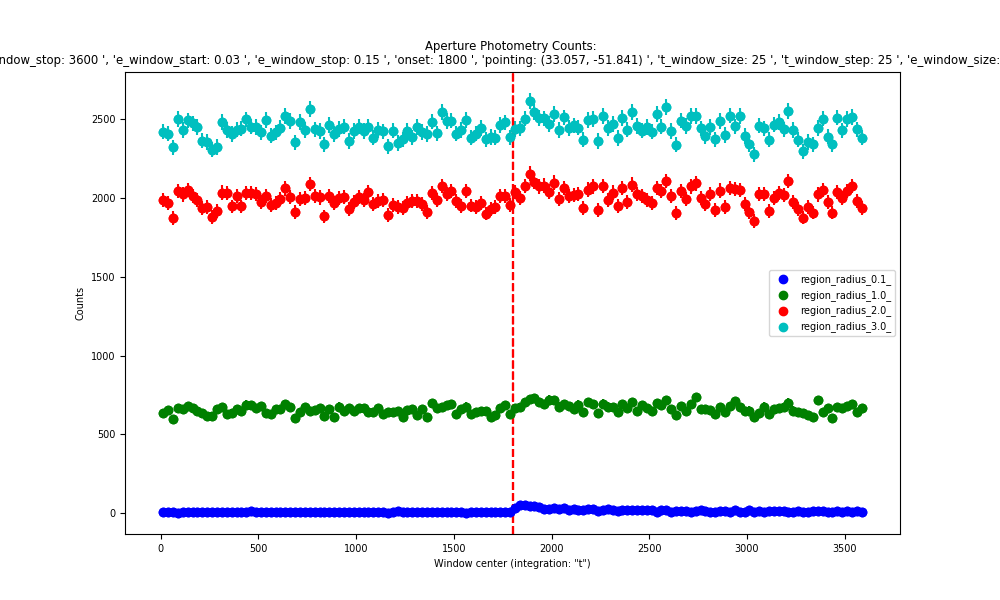 Aperture Photometry Counts:
ndow_stop: 3600 ', 'e_window_start: 0.03 ', 'e_window_stop: 0.15 ', 'onset: 1800 ', 'pointing: (33.057, -51.841) ', 't_window_size: 25 ', 't_window_step: 25 ', 'e_window_size:
2500
2000
1500
1000
500
0
Counts
region_radius_0.1_
region_radius_1.0_
region_radius_2.0_
region_radius_3.0_
0 500 1000 1500 2000 2500 3000 3500
Window center (integration: "t")